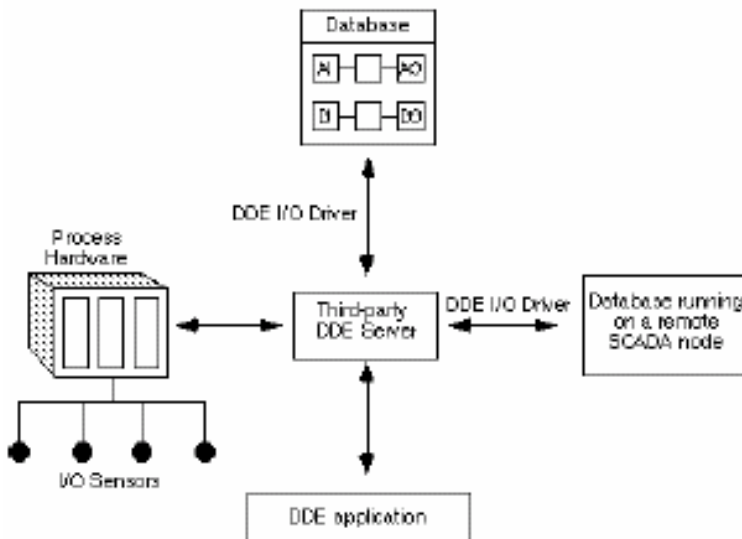 Database
AI
AO
DI
DO
DDE I/O Driver
Process
Hardware
Third-party
DDE Server
DDE I/O Driver
Database running
on a remote
SCADA node
I/O Sensors
DDE application